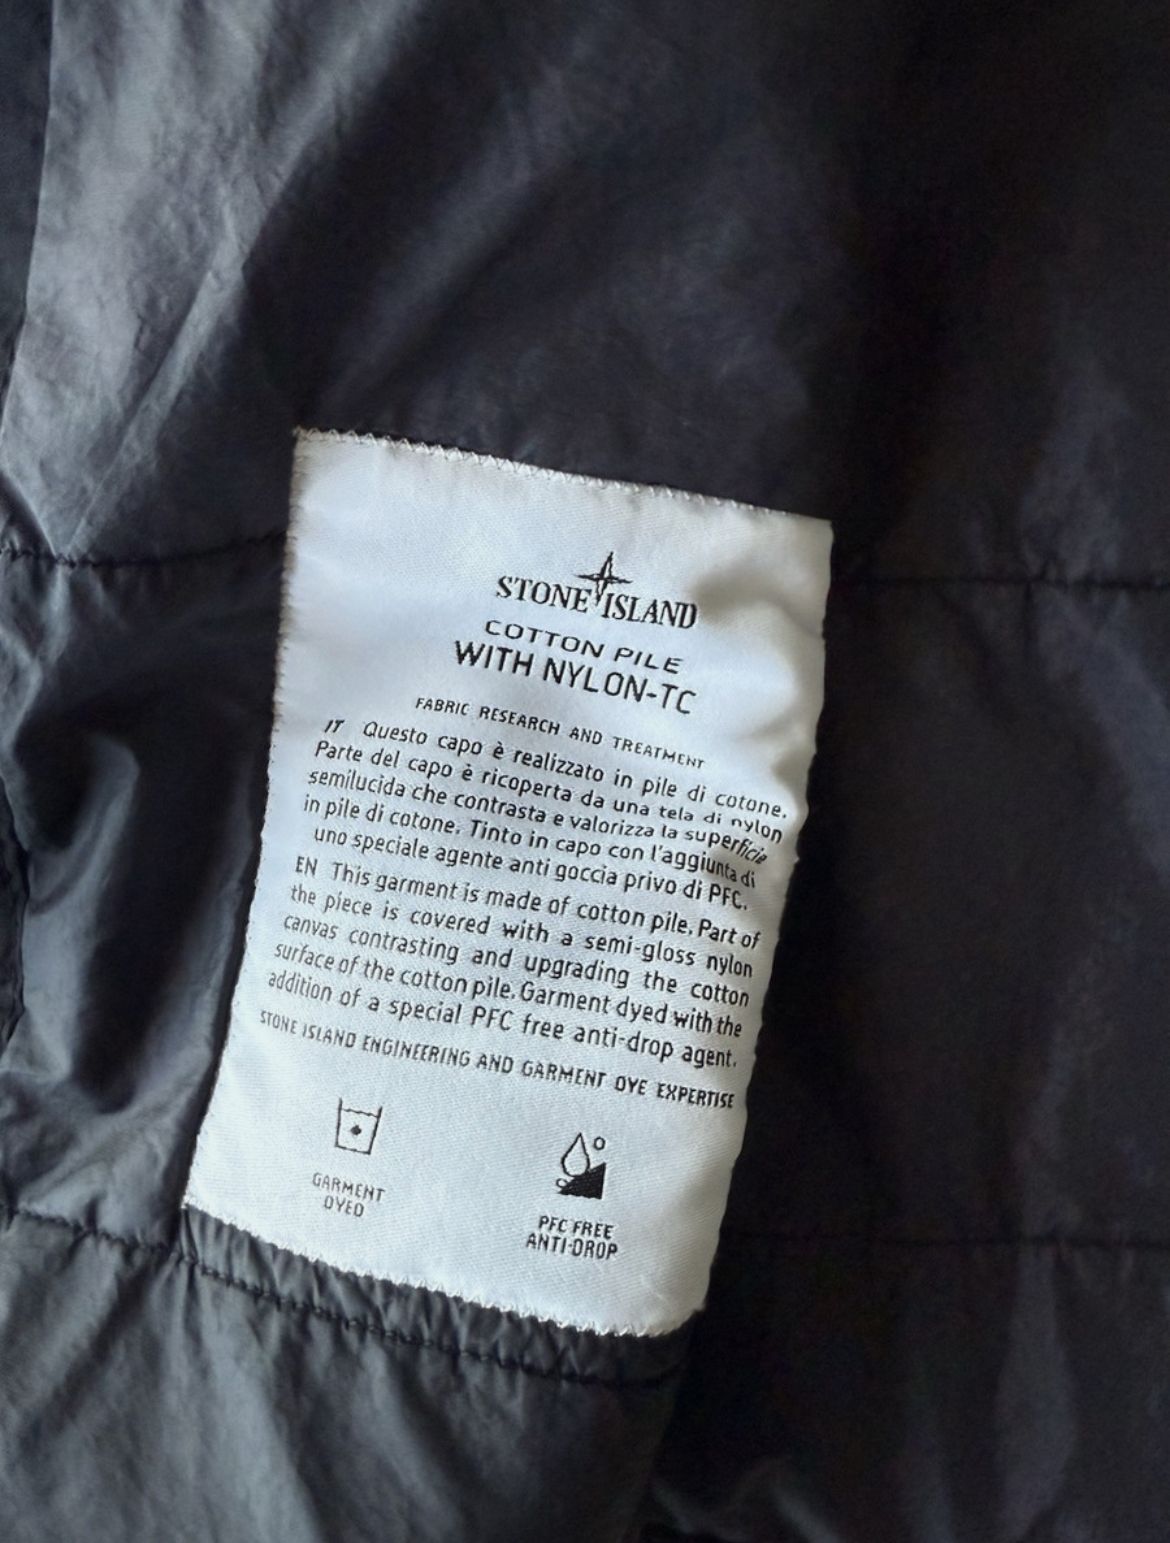 STONE ISLAND
COTTON PILE
WITH NYLON-TC
FABRIC RESEARCH AND TREATMENT
IT Questo capo è realizzato in pile di cotone.
Parte del capo è ricoperta da una tela di nylon
semilucida che contrasta e valorizza la superficie
in pile di cotone. Tinto in capo con l'aggiunta di
uno speciale agente anti goccia privo di PFC.
EN This garment is made of cotton pile. Part of
the piece is covered with a semi-gloss nylon
canvas contrasting and upgrading the cotton
surface of the cotton pile. Garment dyed with the
addition of a special PFC free anti-drop agent.
STONE ISLAND ENGINEERING AND GARMENT DYE EXPERTISE
GARMENT
DYED
PFC FREE
ANTI-DROP